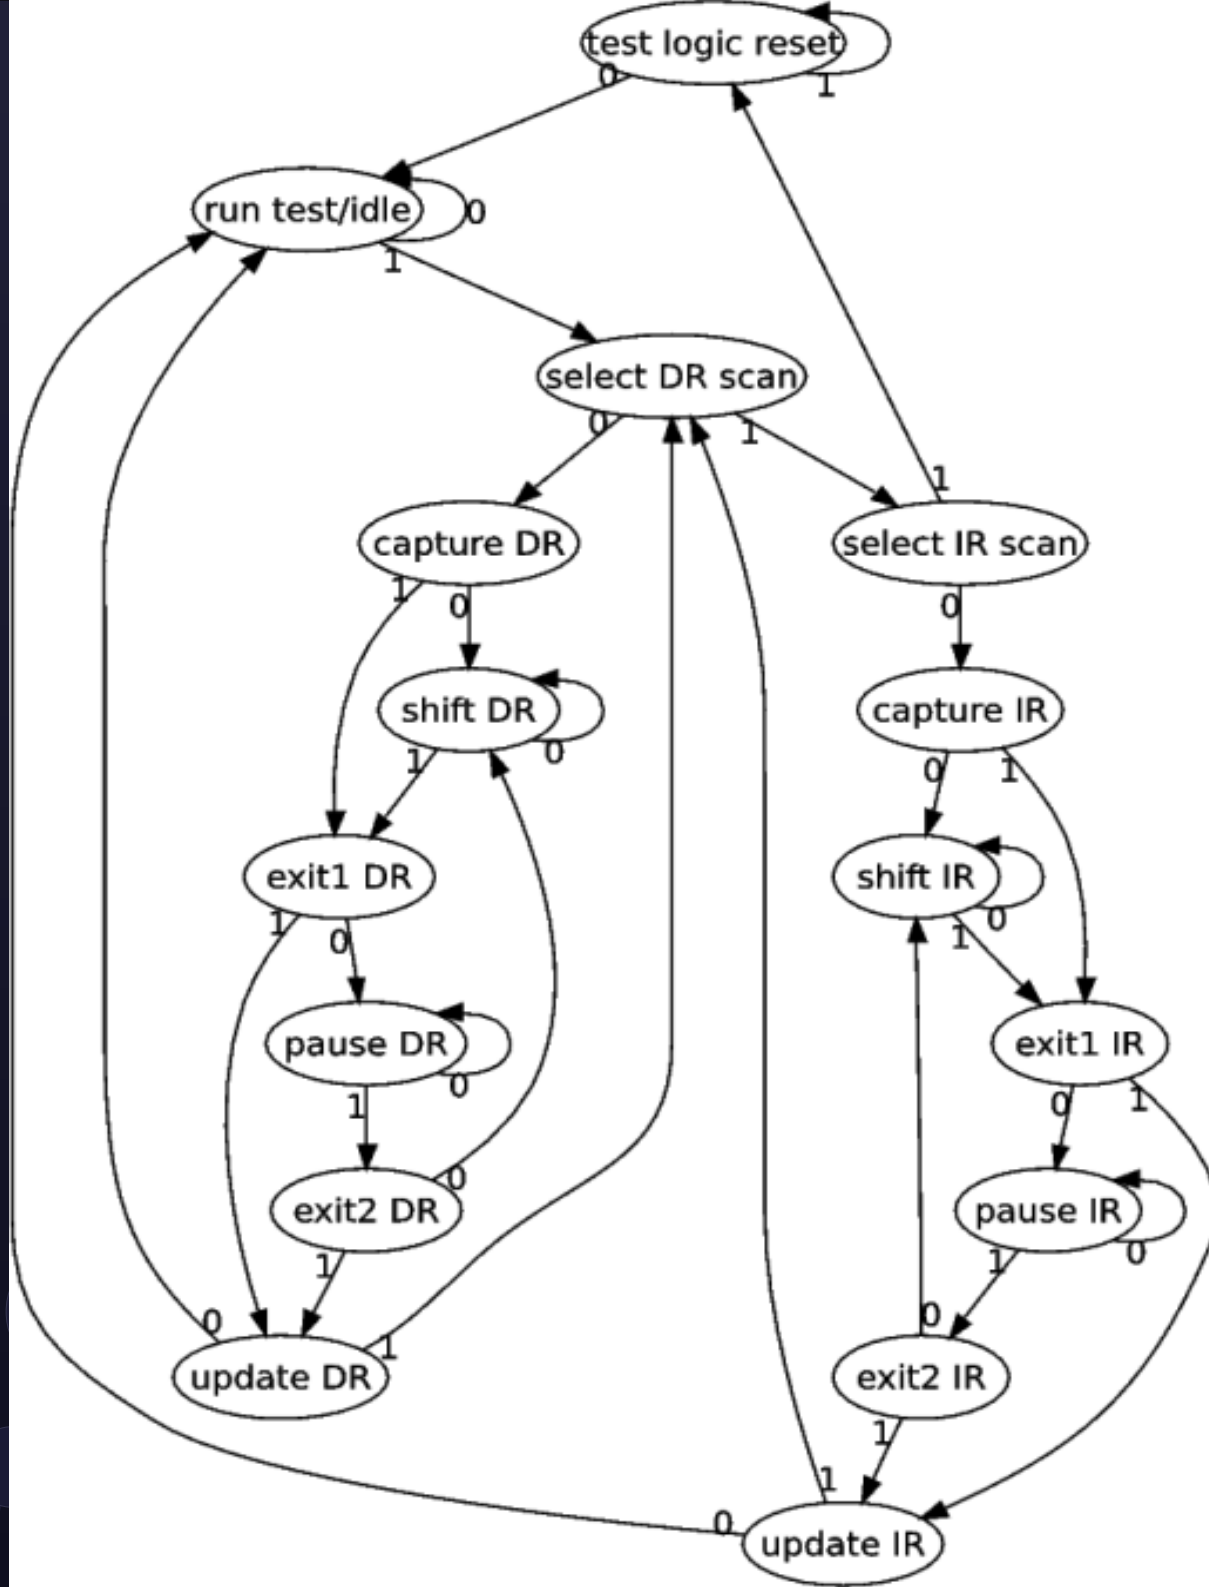 test logic reset
0
1
run test/idle
0
1
select DR scan
0
1
1
capture DR
select IR scan
1
0
0
shift DR
capture IR
1
0
0
1
exit1 DR
shift IR
1
0
0
1
pause DR
exit1 IR
1
0
0
1
exit2 DR
0
pause IR
1
1
0
0
1
0
update DR
exit2 IR
1
1
0
update IR